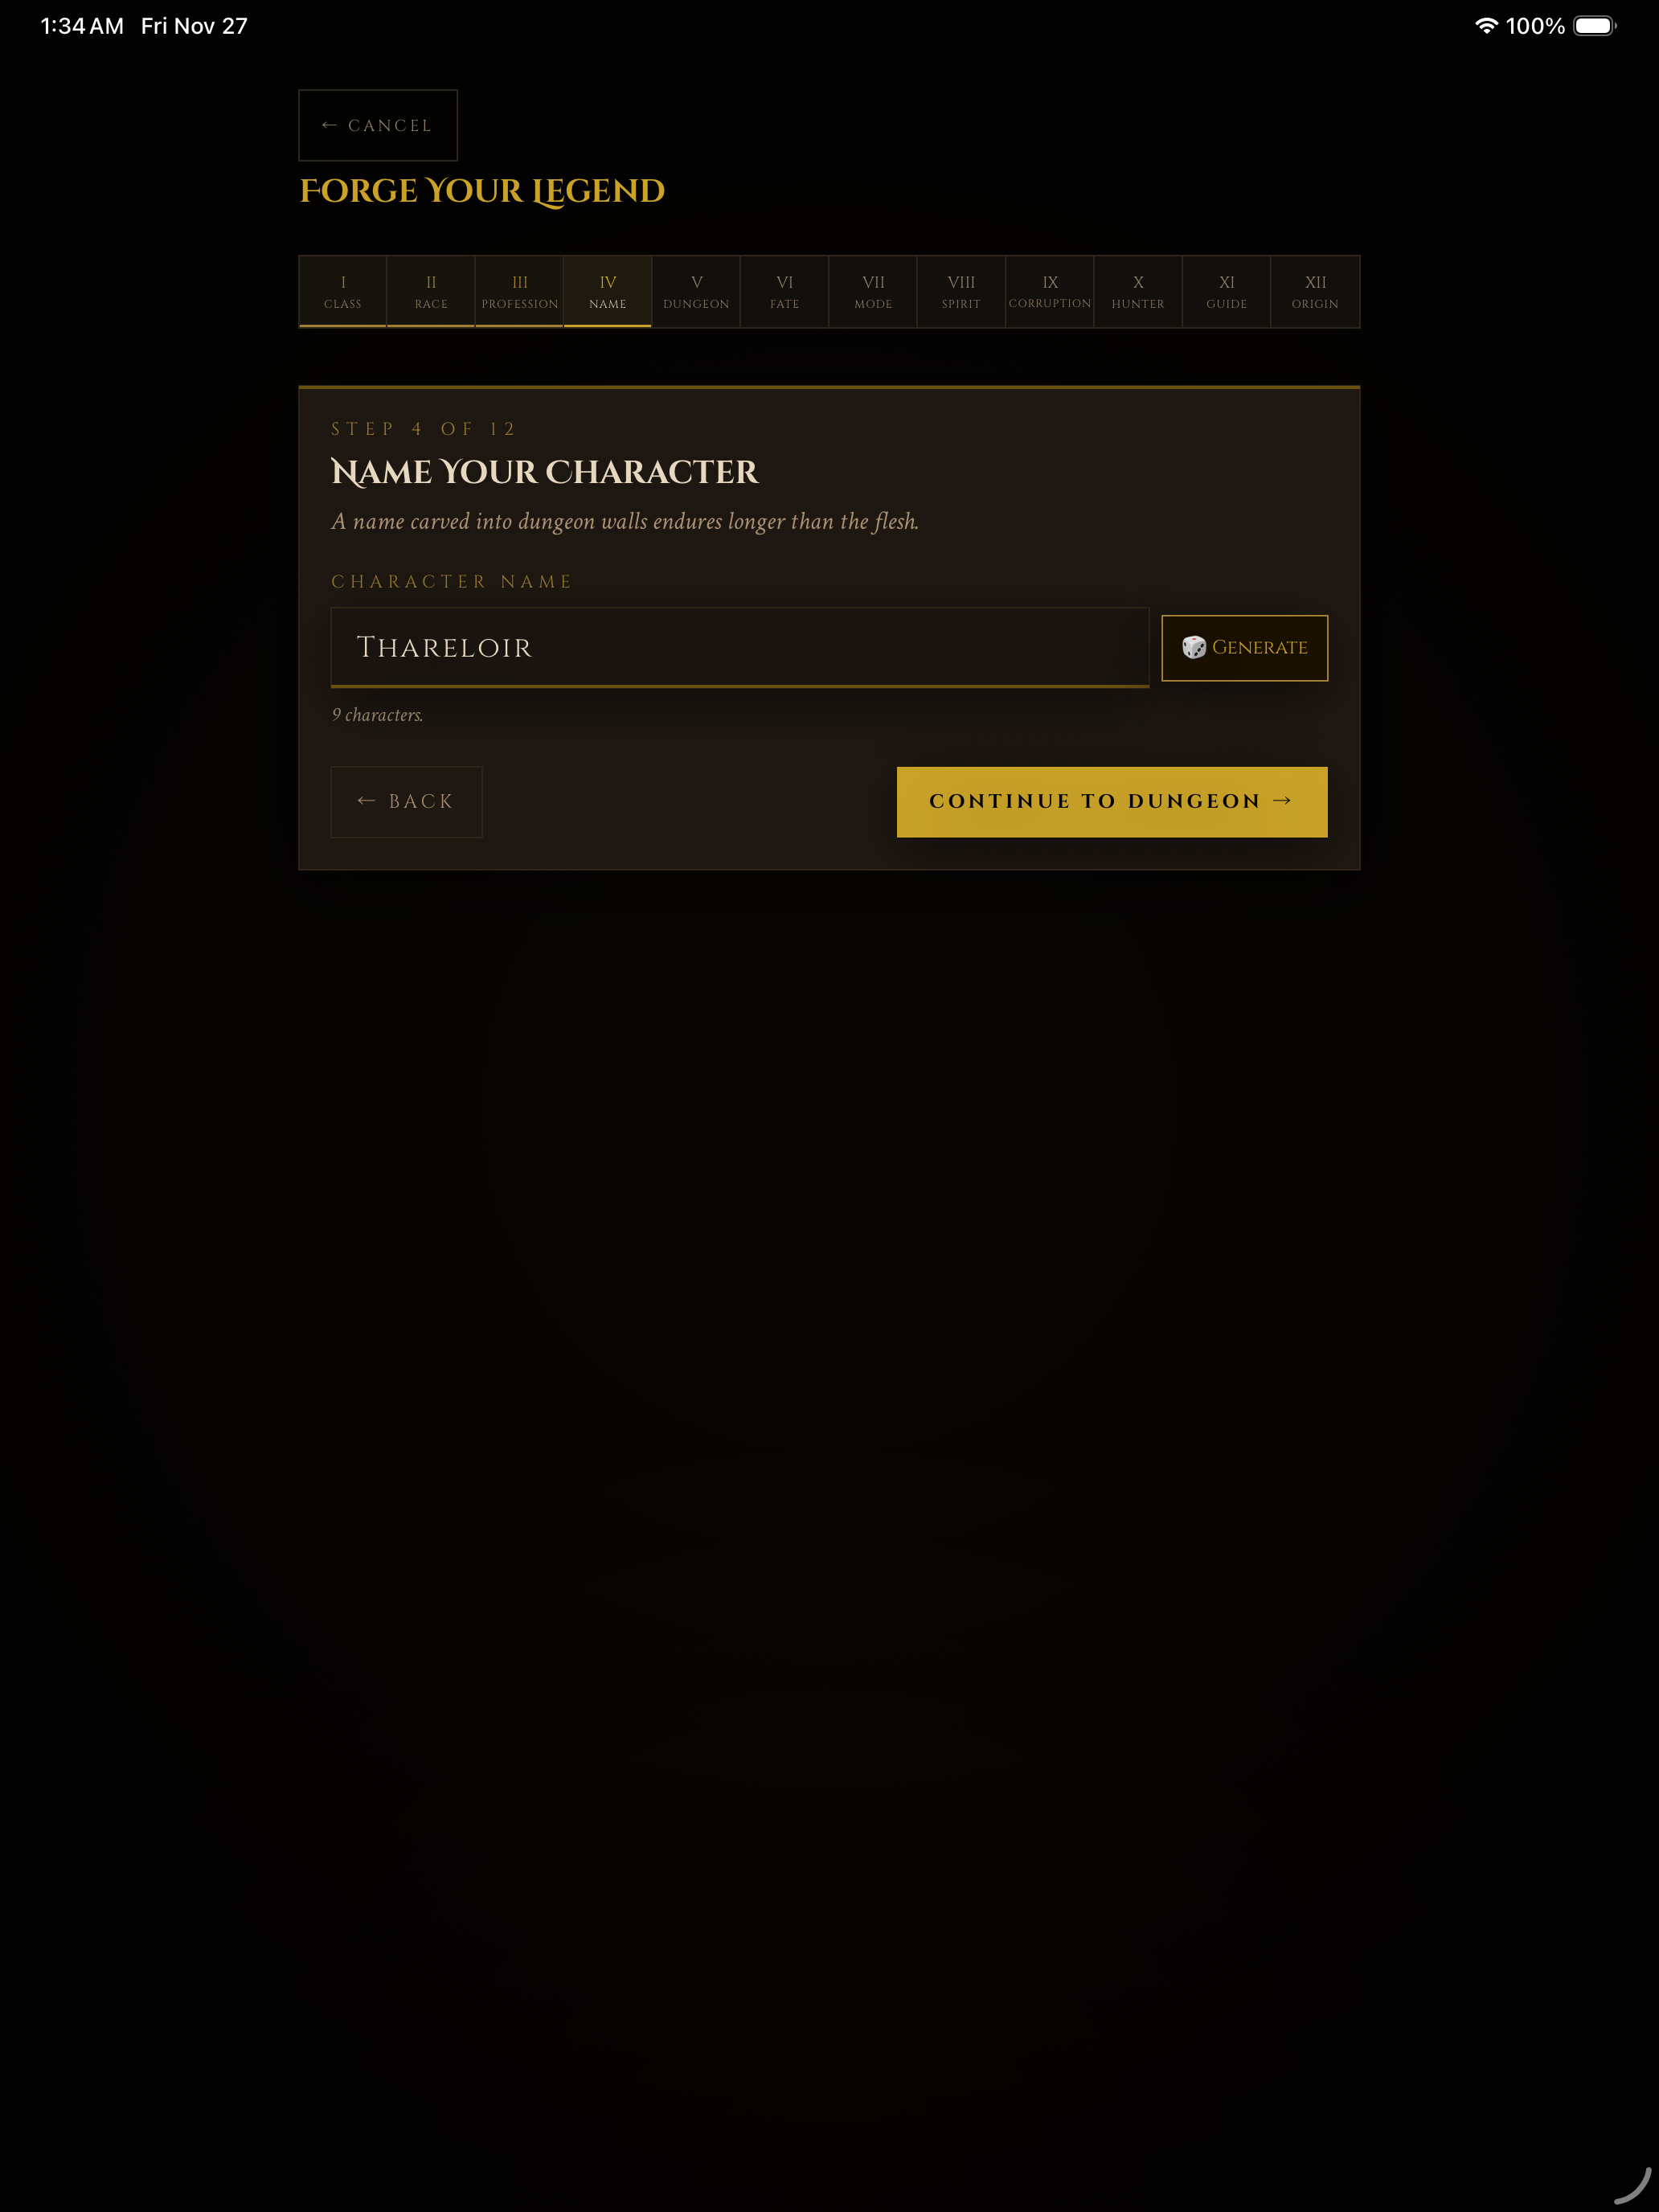 1:34 AM Fri Nov 27 100%
← CANCEL
Forge Your Legend
I II III IV V VI VII VIII IX X XI XII
CLASS RACE PROFESSION NAME DUNGEON FATE MODE SPIRIT CORRUPTION HUNTER GUIDE ORIGIN
STEP 4 OF 12
Name Your Character
A name carved into dungeon walls endures longer than the flesh.
CHARACTER NAME
Thareloir
🎲 Generate
9 characters.
← BACK
CONTINUE TO DUNGEON →